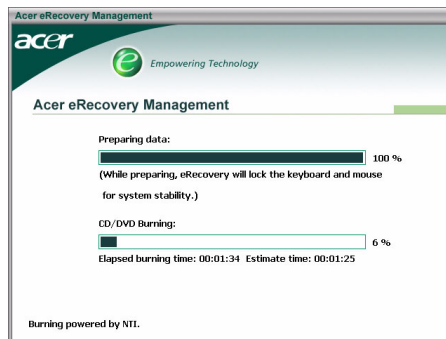 Acer eRecovery Management
acer
e Empowering Technology
Acer eRecovery Management
Preparing data:
100 %
(While preparing, eRecovery will lock the keyboard and mouse
for system stability.)
CD/DVD Burning:
6 %
Elapsed burning time: 00:01:34 Estimate time: 00:01:25
Burning powered by NTI.